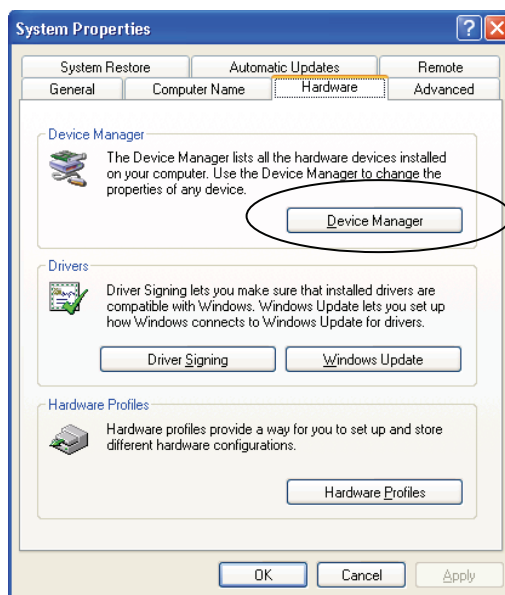 System Properties
System Restore Automatic Updates Remote
General Computer Name Hardware Advanced
Device Manager
The Device Manager lists all the hardware devices installed
on your computer. Use the Device Manager to change the
properties of any device.
Device Manager
Drivers
Driver Signing lets you make sure that installed drivers are
compatible with Windows. Windows Update lets you set up
how Windows connects to Windows Update for drivers.
Driver Signing Windows Update
Hardware Profiles
Hardware profiles provide a way for you to set up and store
different hardware configurations.
Hardware Profiles
OK Cancel Apply